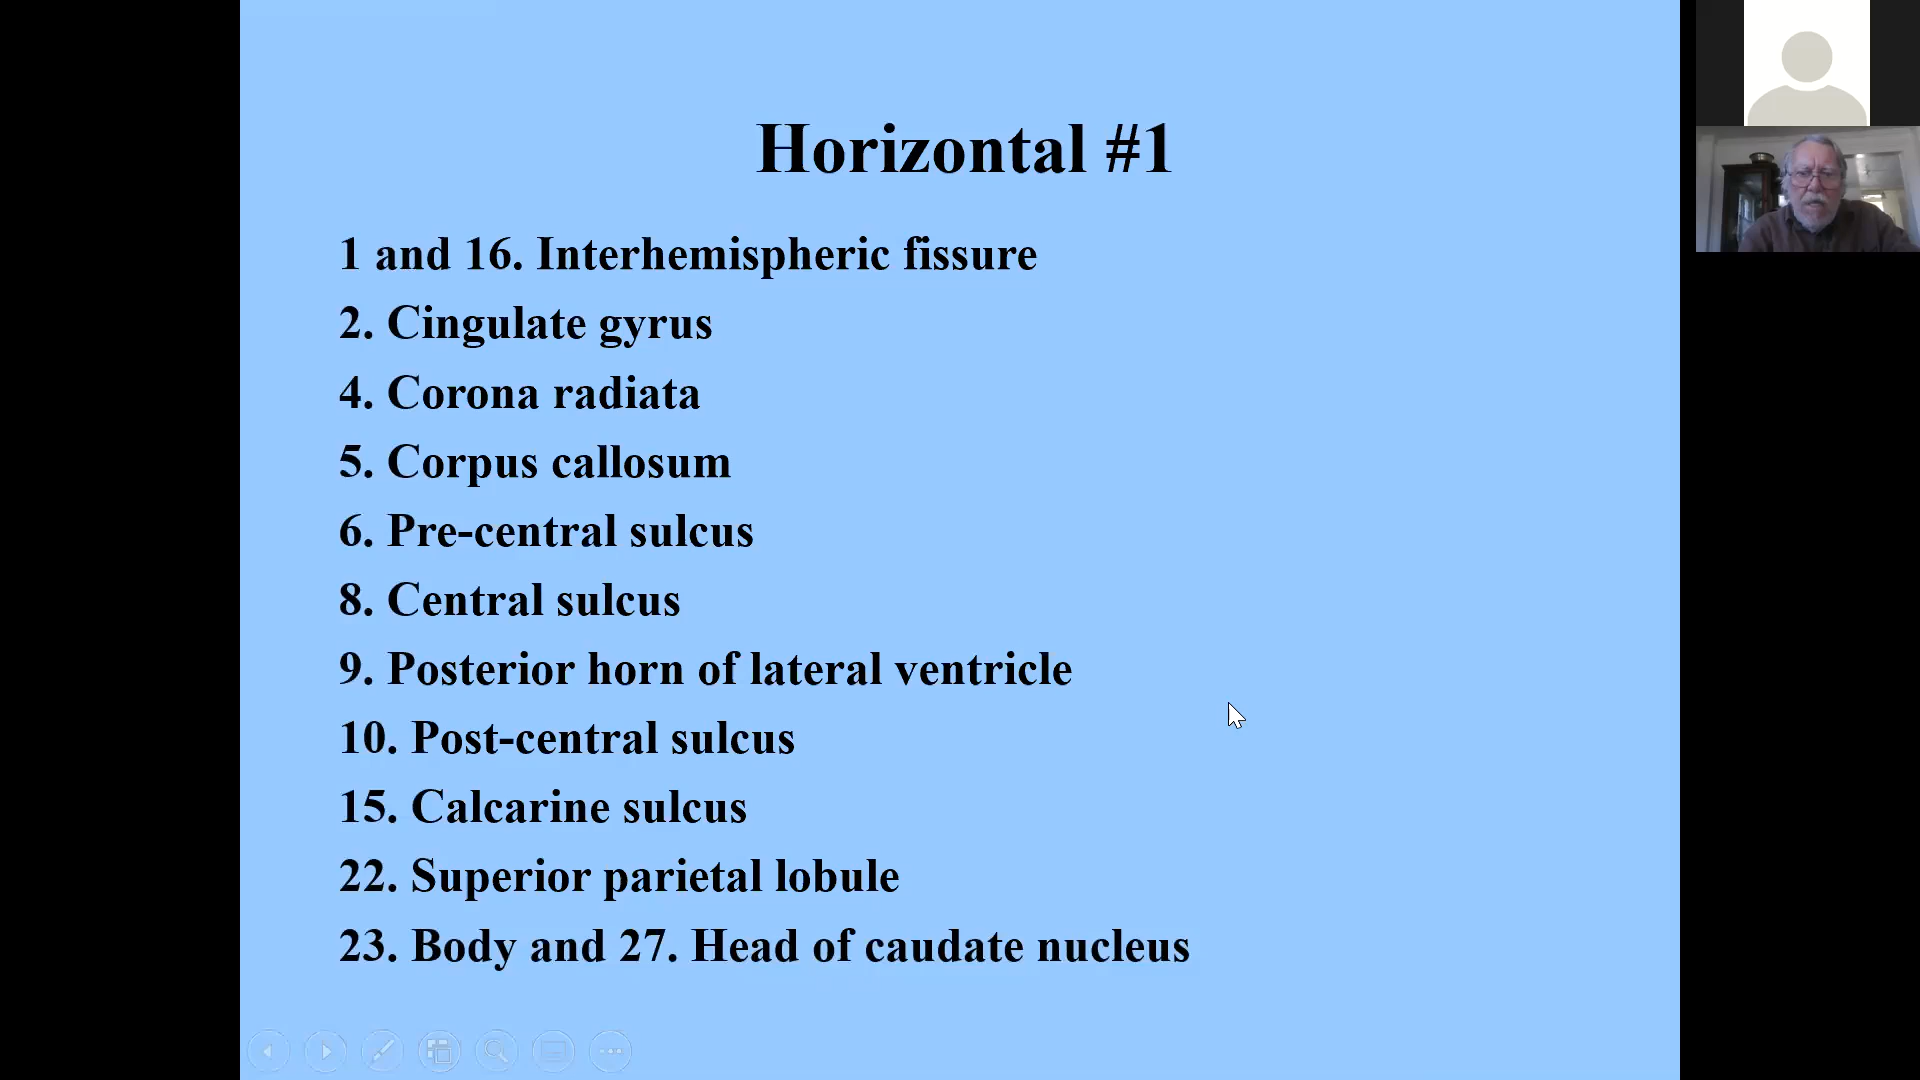 Horizontal #1
1 and 16. Interhemispheric fissure
2. Cingulate gyrus
4. Corona radiata
5. Corpus callosum
6. Pre-central sulcus
8. Central sulcus
9. Posterior horn of lateral ventricle
10. Post-central sulcus
15. Calcarine sulcus
22. Superior parietal lobule
23. Body and 27. Head of caudate nucleus